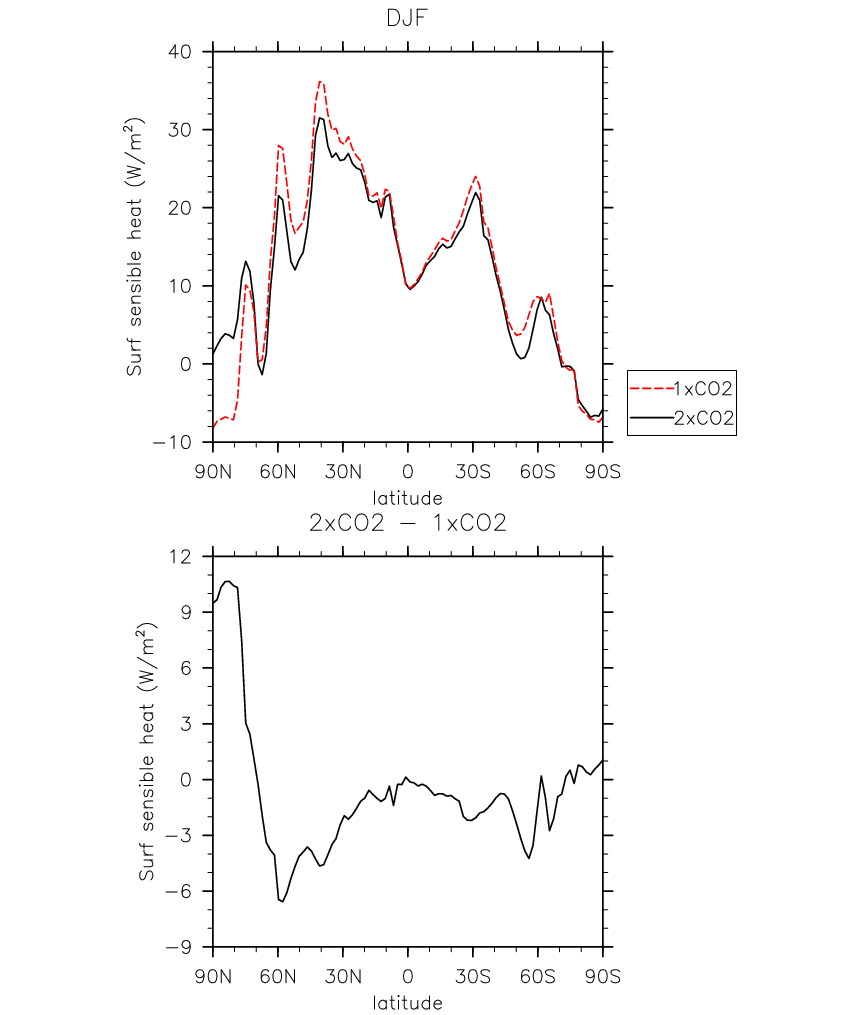 DJF
Surf sensible heat (W/m²)
40
30
20
10
0
−10
90N 60N 30N 0 30S 60S 90S
latitude
1xCO2
2xCO2
2xCO2 − 1xCO2
Surf sensible heat (W/m²)
12
9
6
3
0
−3
−6
−9
90N 60N 30N 0 30S 60S 90S
latitude